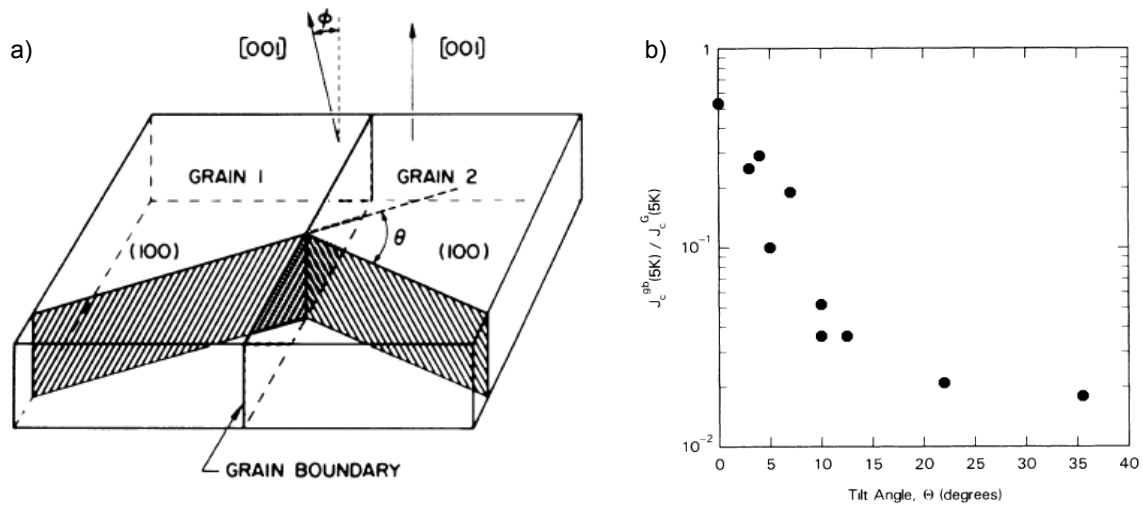 a)
ϕ
[001]
[001]
GRAIN 1
GRAIN 2
(100)
θ
(100)
GRAIN BOUNDARY
b)
1
10⁻¹
10⁻²
J_c^gb(5K) / J_c^G(5K)
0 5 10 15 20 25 30 35 40
Tilt Angle, Θ (degrees)